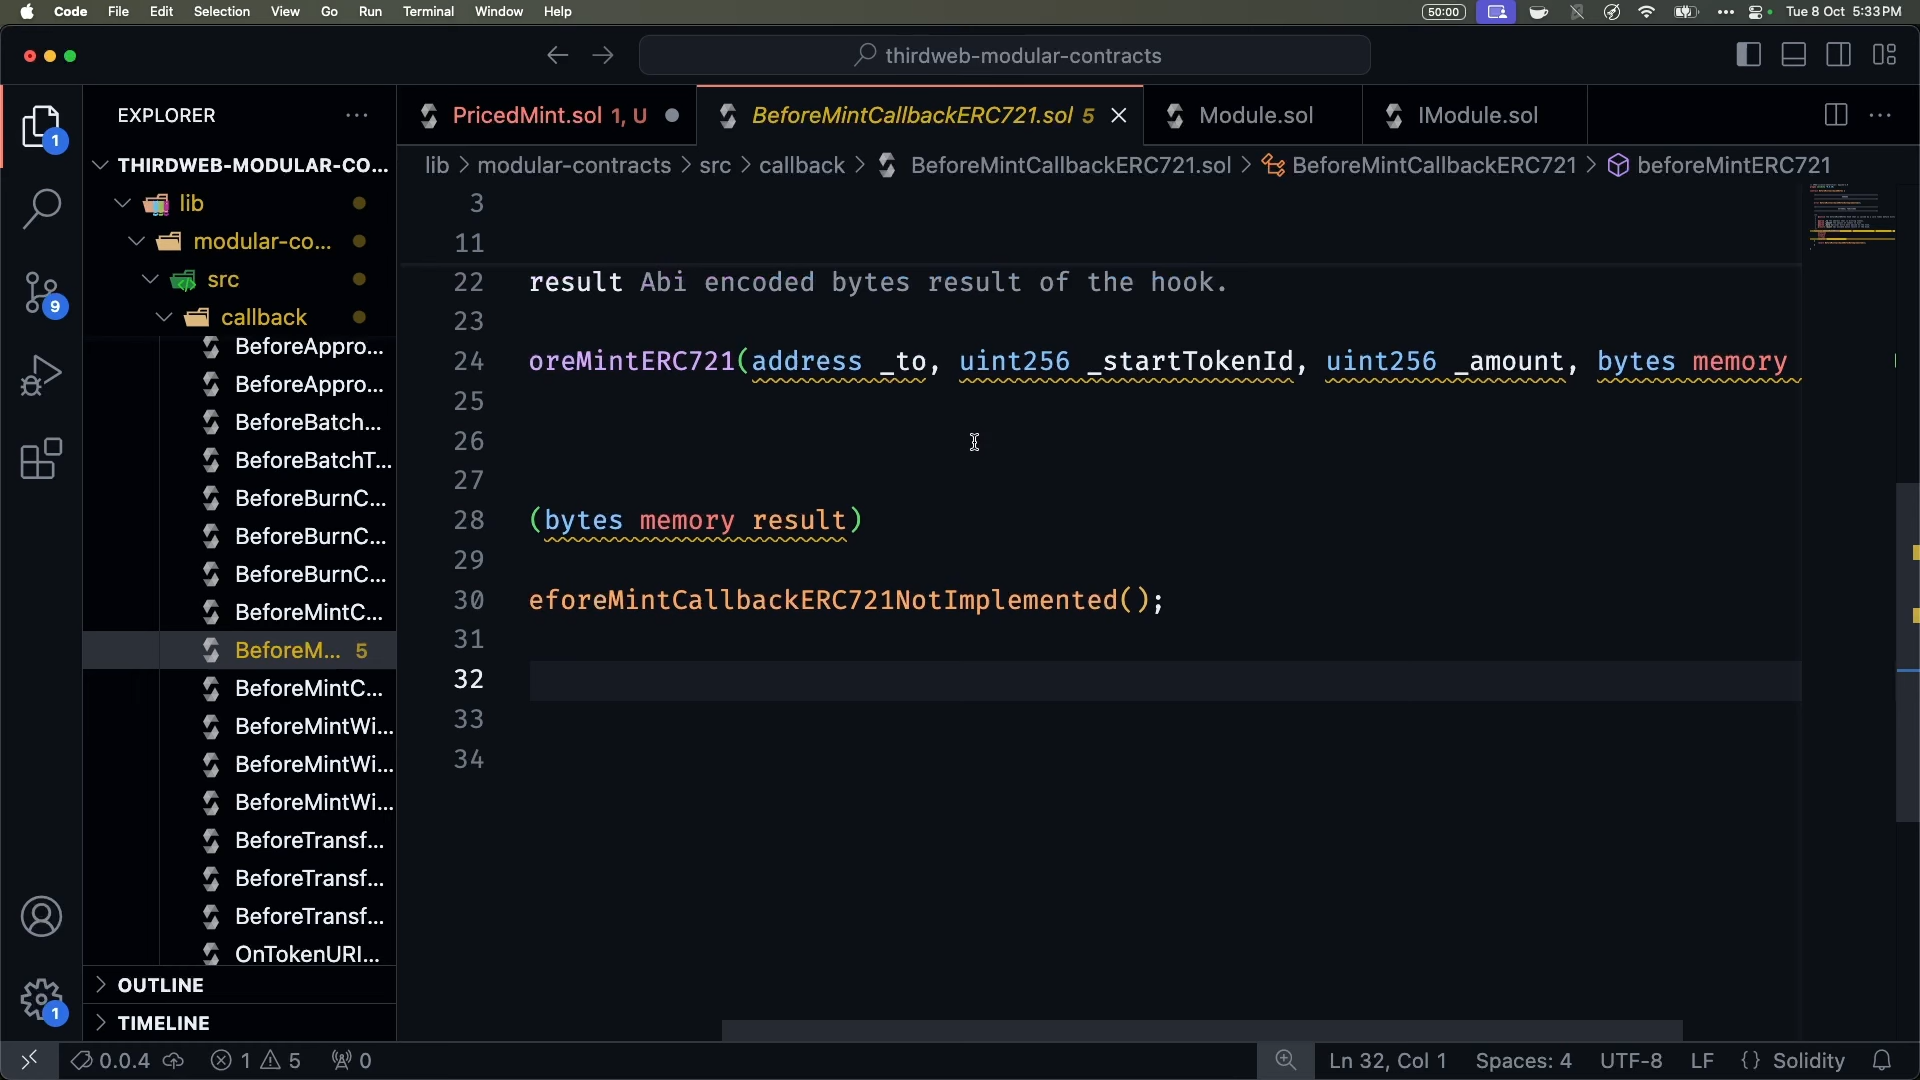 Code File Edit Selection View Go Run Terminal Window Help 50:00 Tue 8 Oct 5:33 PM
thirdweb-modular-contracts
EXPLORER
PricedMint.sol 1, U
BeforeMintCallbackERC721.sol 5
Module.sol
IModule.sol
lib > modular-contracts > src > callback > BeforeMintCallbackERC721.sol > BeforeMintCallbackERC721 > beforeMintERC721
1
9
1
THIRDWEB-MODULAR-CO...
lib
modular-co...
src
callback
BeforeAppro...
BeforeAppro...
BeforeBatch...
BeforeBatchT...
BeforeBurnC...
BeforeBurnC...
BeforeBurnC...
BeforeMintC...
BeforeM... 5
BeforeMintC...
BeforeMintWi...
BeforeMintWi...
BeforeMintWi...
BeforeTransf...
BeforeTransf...
BeforeTransf...
OnTokenURI...
OUTLINE
TIMELINE
3
11
22 result Abi encoded bytes result of the hook.
23
24 oreMintERC721(address _to, uint256 _startTokenId, uint256 _amount, bytes memory
25
26
27
28 (bytes memory result)
29
30 eforeMintCallbackERC721NotImplemented();
31
32
33
34
0.0.4 1 5 0 Ln 32, Col 1 Spaces: 4 UTF-8 LF {} Solidity